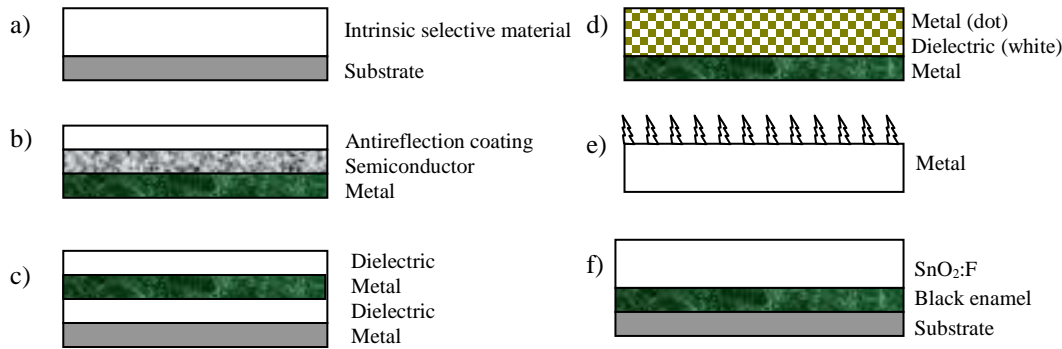 a)
Intrinsic selective material
Substrate
b)
Antireflection coating
Semiconductor
Metal
c)
Dielectric
Metal
Dielectric
Metal
d)
Metal (dot)
Dielectric (white)
Metal
e)
Metal
f)
SnO₂:F
Black enamel
Substrate